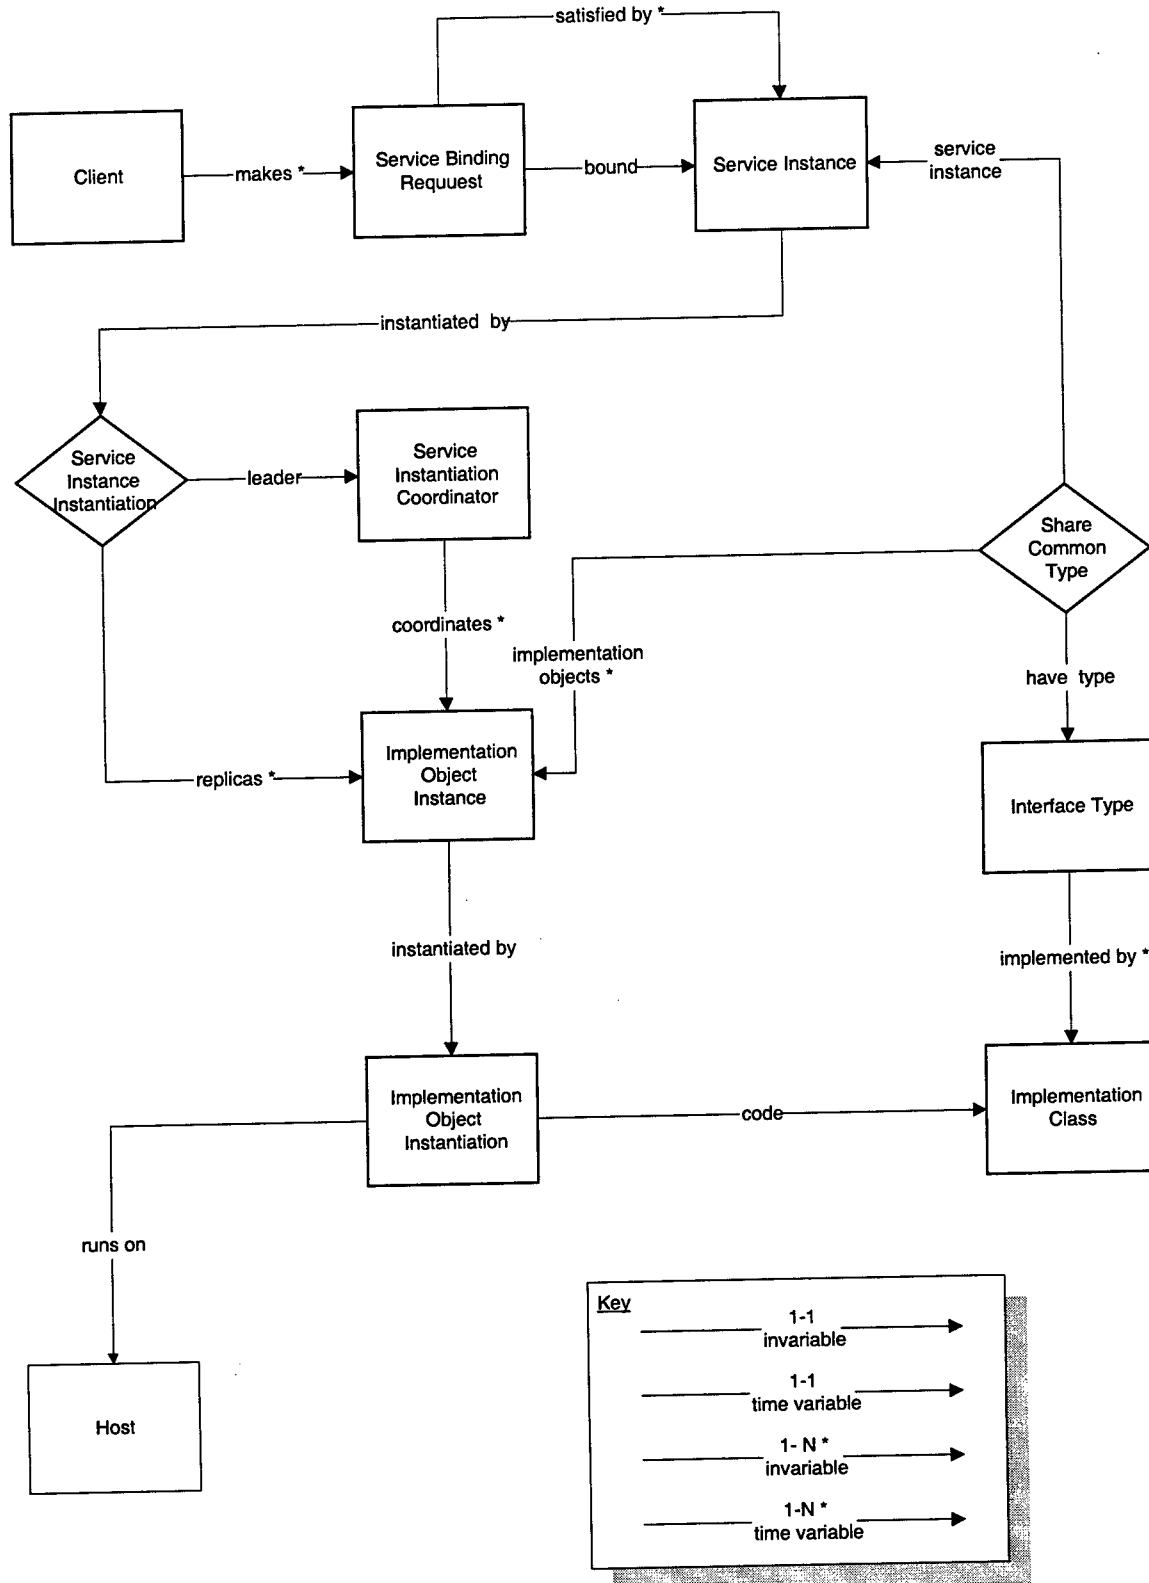 satisfied by *
Client
makes *
Service Binding
Requuest
bound
Service Instance
service
instance
instantiated by
Service
Instance
Instantiation
leader
Service
Instantiation
Coordinator
Share
Common
Type
coordinates *
implementation
objects *
have type
replicas *
Implementation
Object
Instance
Interface Type
instantiated by
implemented by *
Implementation
Object
Instantiation
code
Implementation
Class
runs on
Host
Key
1-1
invariable
1-1
time variable
1- N *
invariable
1-N *
time variable